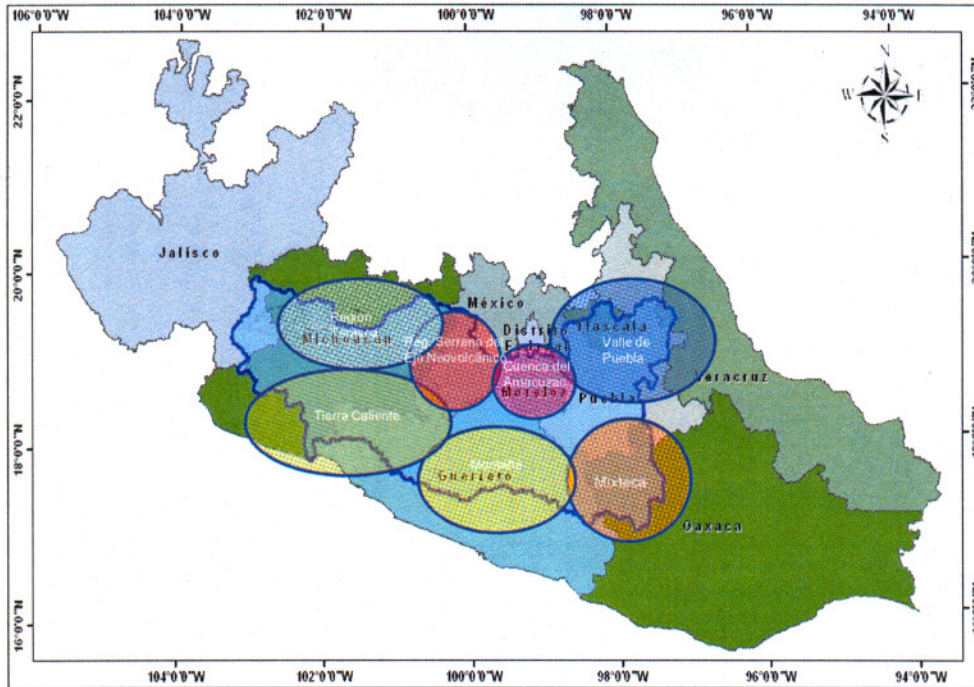 106°0'0"W 104°0'0"W 102°0'0"W 100°0'0"W 98°0'0"W 96°0'0"W 94°0'0"W
N
W E
S
22°0'0"N
20°0'0"N
18°0'0"N
16°0'0"N
Jalisco
México
Región
Michoacán
Distrito
Tlaxcala
Reg. Serrana del
Eje Neovolcánico
Valle de
Puebla
Cuenca del
Amacuzac
Morelos
Veracruz
Puebla
Tierra Caliente
Montaña
Guerrero
Mixteca
Oaxaca
104°0'0"W 102°0'0"W 100°0'0"W 98°0'0"W 96°0'0"W 94°0'0"W